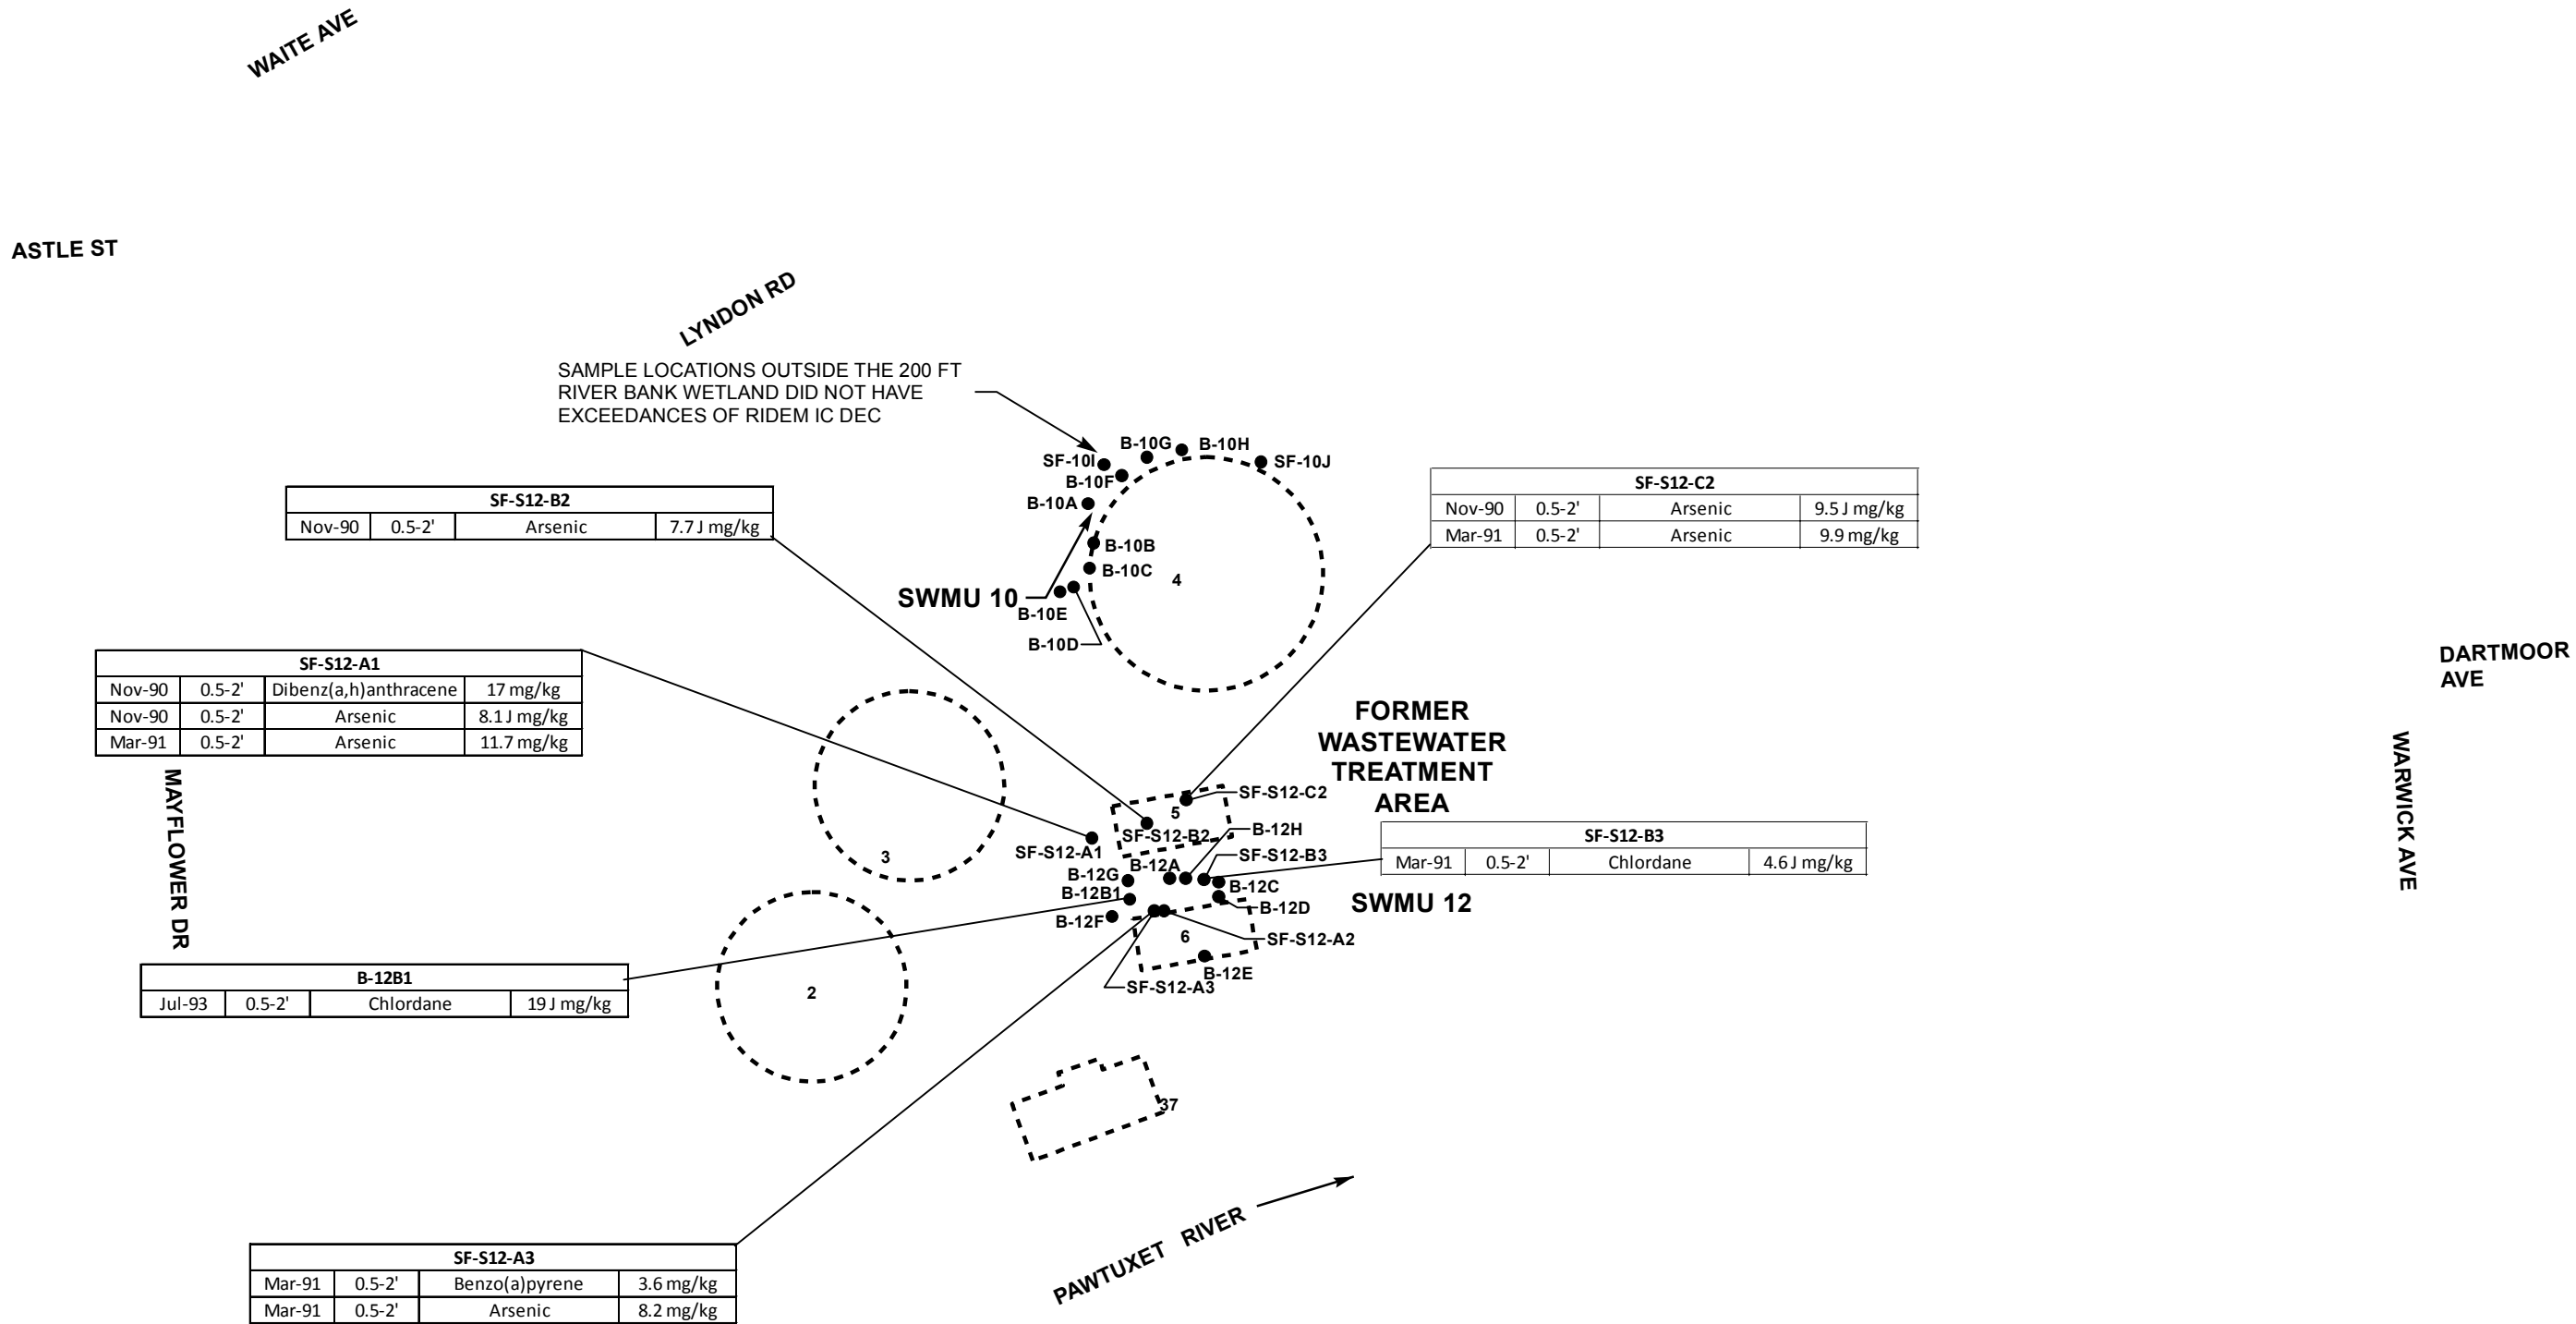 WAITE AVE
ASTLE ST
LYNDON RD
SAMPLE LOCATIONS OUTSIDE THE 200 FT
RIVER BANK WETLAND DID NOT HAVE
EXCEEDANCES OF RIDEM IC DEC
B-10G
B-10H
SF-10I
SF-10J
B-10F
B-10A
B-10B
B-10C
4
SWMU 10
B-10E
B-10D
SF-S12-B2
Nov-90 0.5-2' Arsenic 7.7 J mg/kg
SF-S12-C2
Nov-90 0.5-2' Arsenic 9.5 J mg/kg
Mar-91 0.5-2' Arsenic 9.9 mg/kg
SF-S12-A1
Nov-90 0.5-2' Dibenz(a,h)anthracene 17 mg/kg
Nov-90 0.5-2' Arsenic 8.1 J mg/kg
Mar-91 0.5-2' Arsenic 11.7 mg/kg
DARTMOOR
AVE
WARWICK AVE
MAYFLOWER DR
FORMER
WASTEWATER
TREATMENT
AREA
SF-S12-C2
5
SF-S12-B2
B-12H
SF-S12-A1
SF-S12-B3
3
B-12A
B-12G
B-12C
B-12B1
B-12D
B-12F
SWMU 12
SF-S12-B3
Mar-91 0.5-2' Chlordane 4.6 J mg/kg
6
SF-S12-A2
B-12E
SF-S12-A3
B-12B1
Jul-93 0.5-2' Chlordane 19 J mg/kg
2
37
PAWTUXET RIVER
SF-S12-A3
Mar-91 0.5-2' Benzo(a)pyrene 3.6 mg/kg
Mar-91 0.5-2' Arsenic 8.2 mg/kg